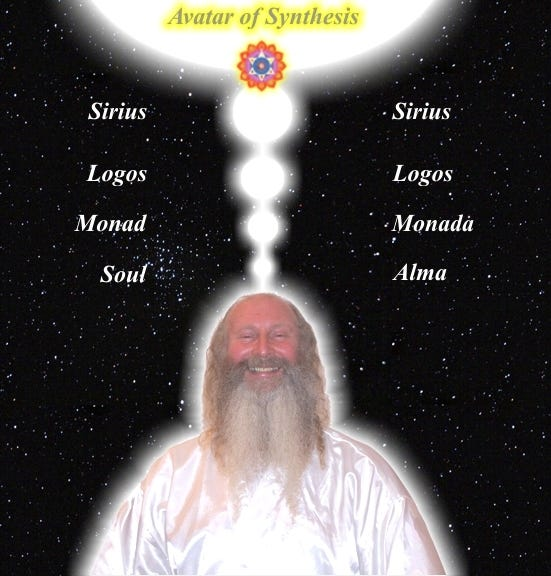 Avatar of Synthesis
Sirius Sirius
Logos Logos
Monad Monada
Soul Alma